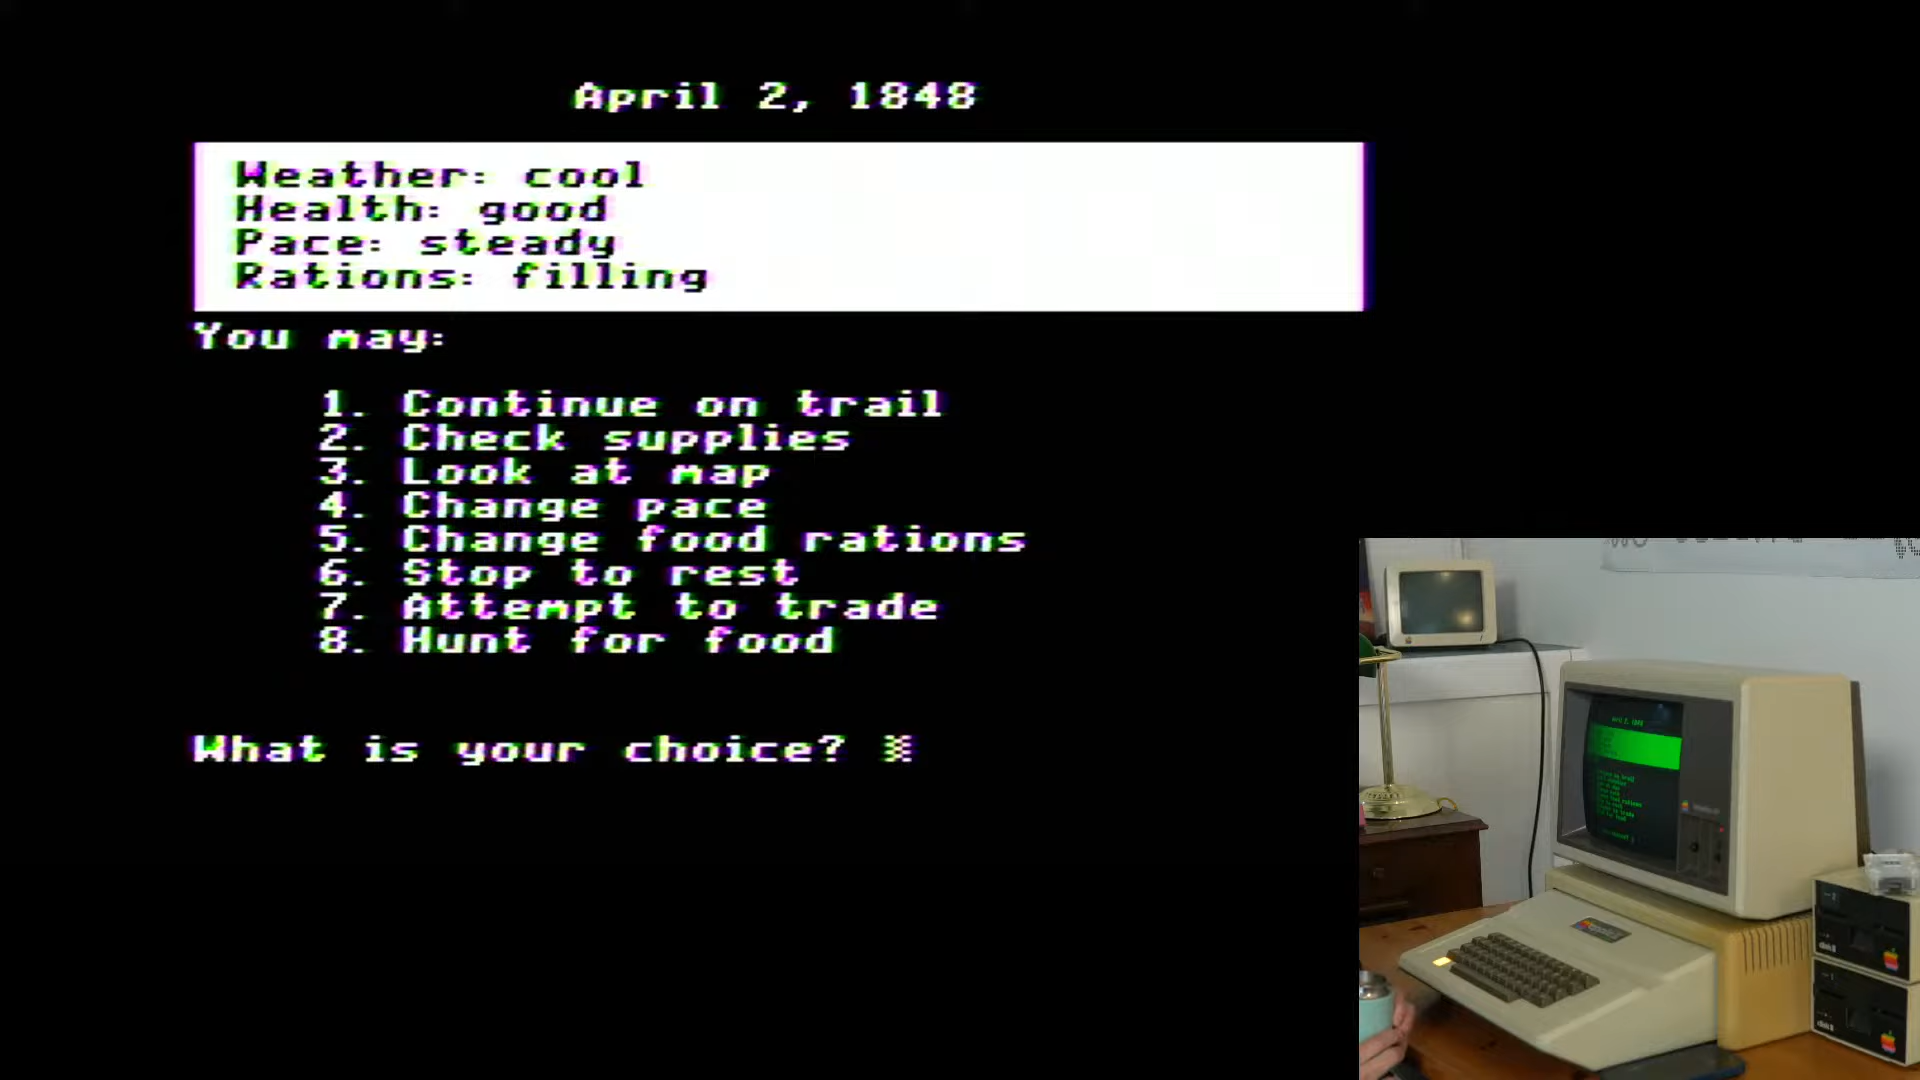 April 2, 1848
Weather: cool
Health: good
Pace: steady
Rations: filling
You may:
1. Continue on trail
2. Check supplies
3. Look at map
4. Change pace
5. Change food rations
6. Stop to rest
7. Attempt to trade
8. Hunt for food
What is your choice?